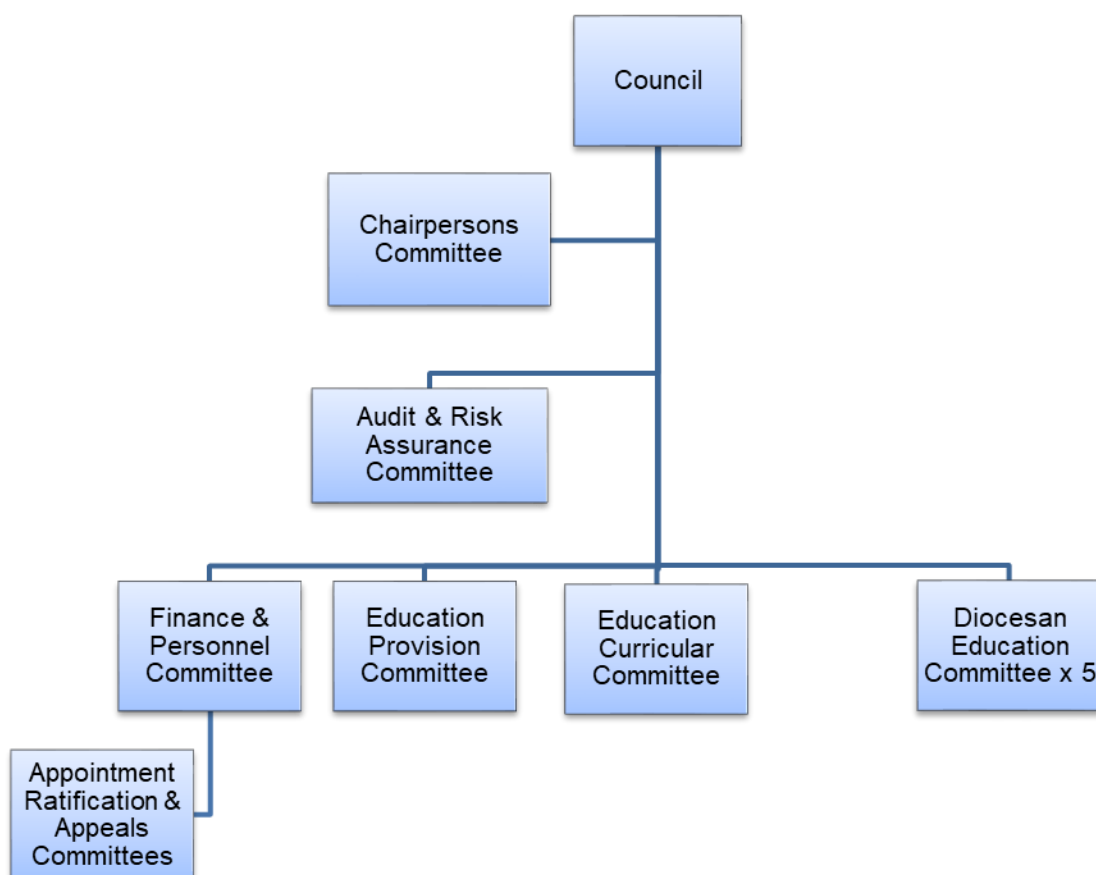 Council
Chairpersons
Committee
Audit & Risk
Assurance
Committee
Finance &
Personnel
Committee
Education
Provision
Committee
Education
Curricular
Committee
Diocesan
Education
Committee x 5
Appointment
Ratification &
Appeals
Committees